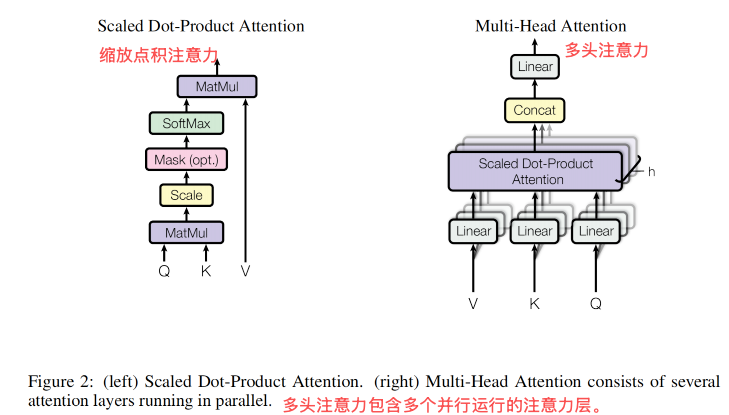 Scaled Dot-Product Attention
缩放点积注意力
MatMul
SoftMax
Mask (opt.)
Scale
MatMul
Q K V
Multi-Head Attention
多头注意力
Linear
Concat
Scaled Dot-Product
Attention
h
Linear Linear Linear
V K Q
Figure 2: (left) Scaled Dot-Product Attention. (right) Multi-Head Attention consists of several
attention layers running in parallel. 多头注意力包含多个并行运行的注意力层。